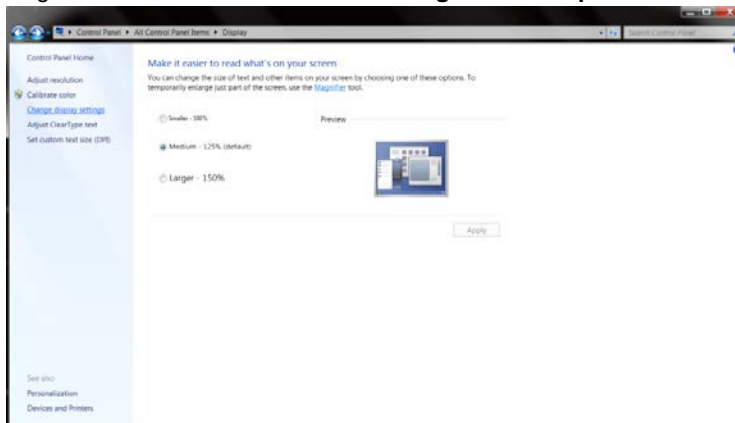 Control Panel ▸ All Control Panel Items ▸ Display
Search Control Panel
Control Panel Home
Adjust resolution
Calibrate color
Change display settings
Adjust ClearType text
Set custom text size (DPI)
See also
Personalization
Devices and Printers
Make it easier to read what's on your screen
You can change the size of text and other items on your screen by choosing one of these options. To
temporarily enlarge just part of the screen, use the Magnifier tool.
Smaller - 100%
Preview
Medium - 125% (default)
Larger - 150%
Apply